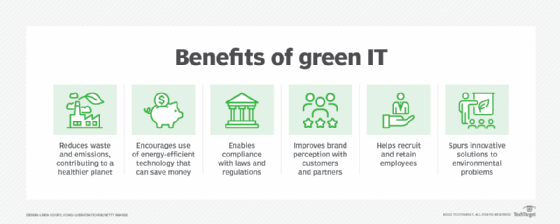 Benefits of green IT
Reduces waste
and emissions,
contributing to a
healthier planet
Encourages use
of energy-efficient
technology that
can save money
Enables
compliance with
laws and
regulations
Improves brand
perception with
customers
and partners
Helps recruit
and retain
employees
Spurs innovative
solutions to
environmental
problems
TechTarget